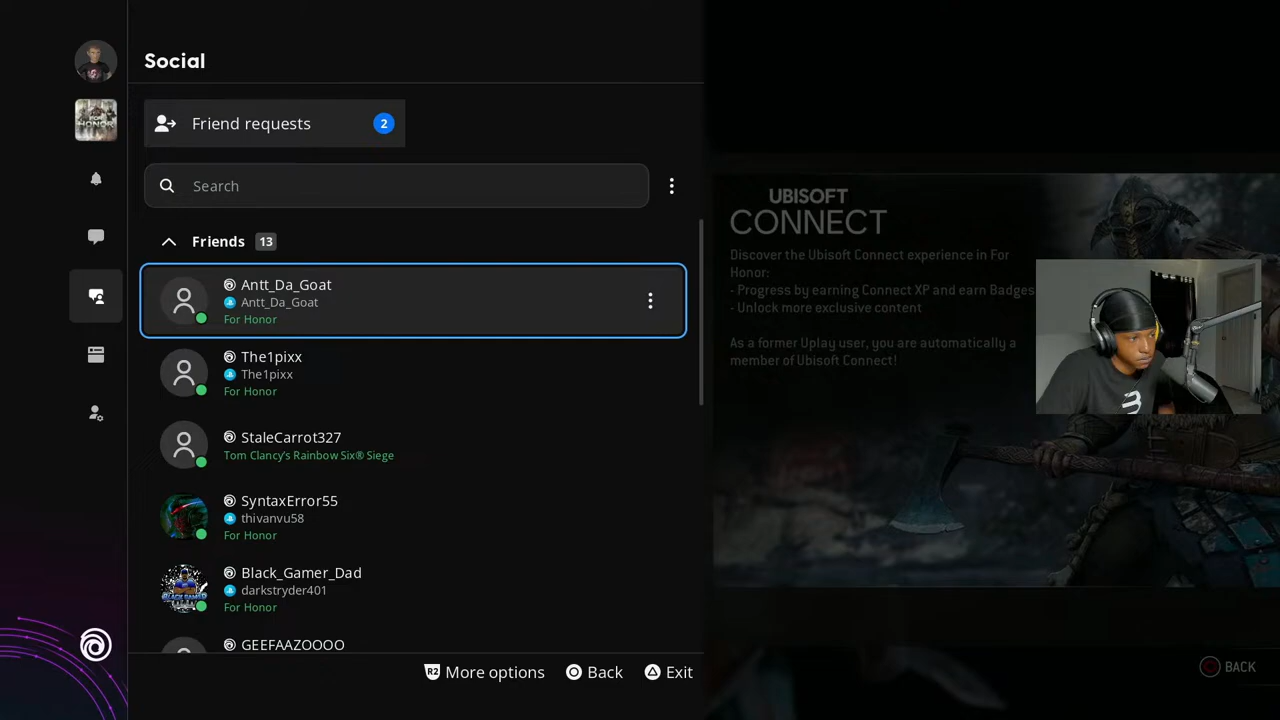 Social
Friend requests
2
Search
Friends 13
Antt_Da_Goat
Antt_Da_Goat
For Honor
The1pixx
The1pixx
For Honor
StaleCarrot327
Tom Clancy's Rainbow Six® Siege
SyntaxError55
thivanvu58
For Honor
Black_Gamer_Dad
darkstryder401
For Honor
GEEFAAZOOOO
R2 More options
Back
Exit
FOR HONOR
UBISOFT
CONNECT
Discover the Ubisoft Connect experience in For
Honor:
- Progress by earning Connect XP and earn Badges
- Unlock more exclusive content
As a former Uplay user, you are automatically a
member of Ubisoft Connect!
BACK